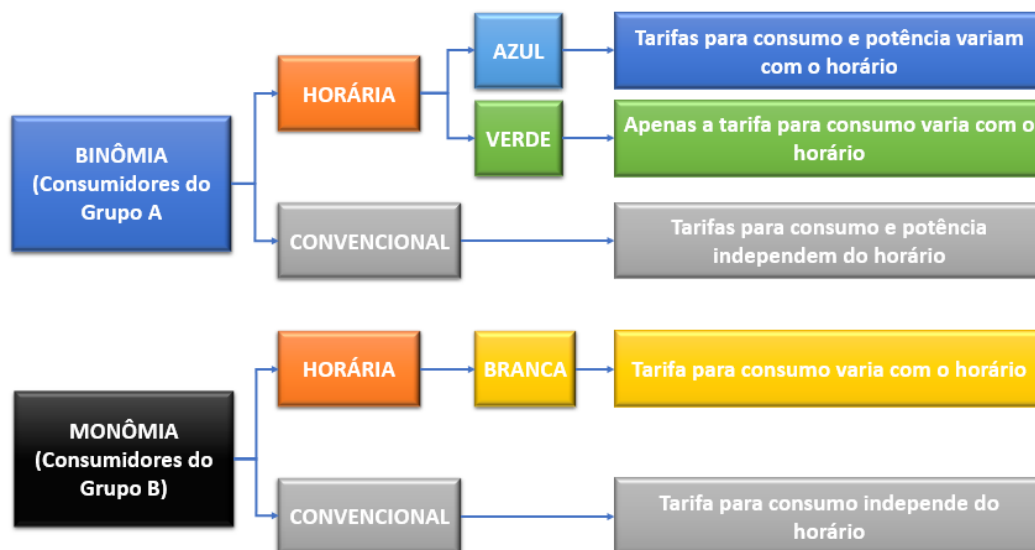 BINÔMIA
(Consumidores do
Grupo A
HORÁRIA
AZUL
Tarifas para consumo e potência variam
com o horário
VERDE
Apenas a tarifa para consumo varia com o
horário
CONVENCIONAL
Tarifas para consumo e potência
independem do horário
MONÔMIA
(Consumidores do
Grupo B)
HORÁRIA
BRANCA
Tarifa para consumo varia com o horário
CONVENCIONAL
Tarifa para consumo independe do
horário